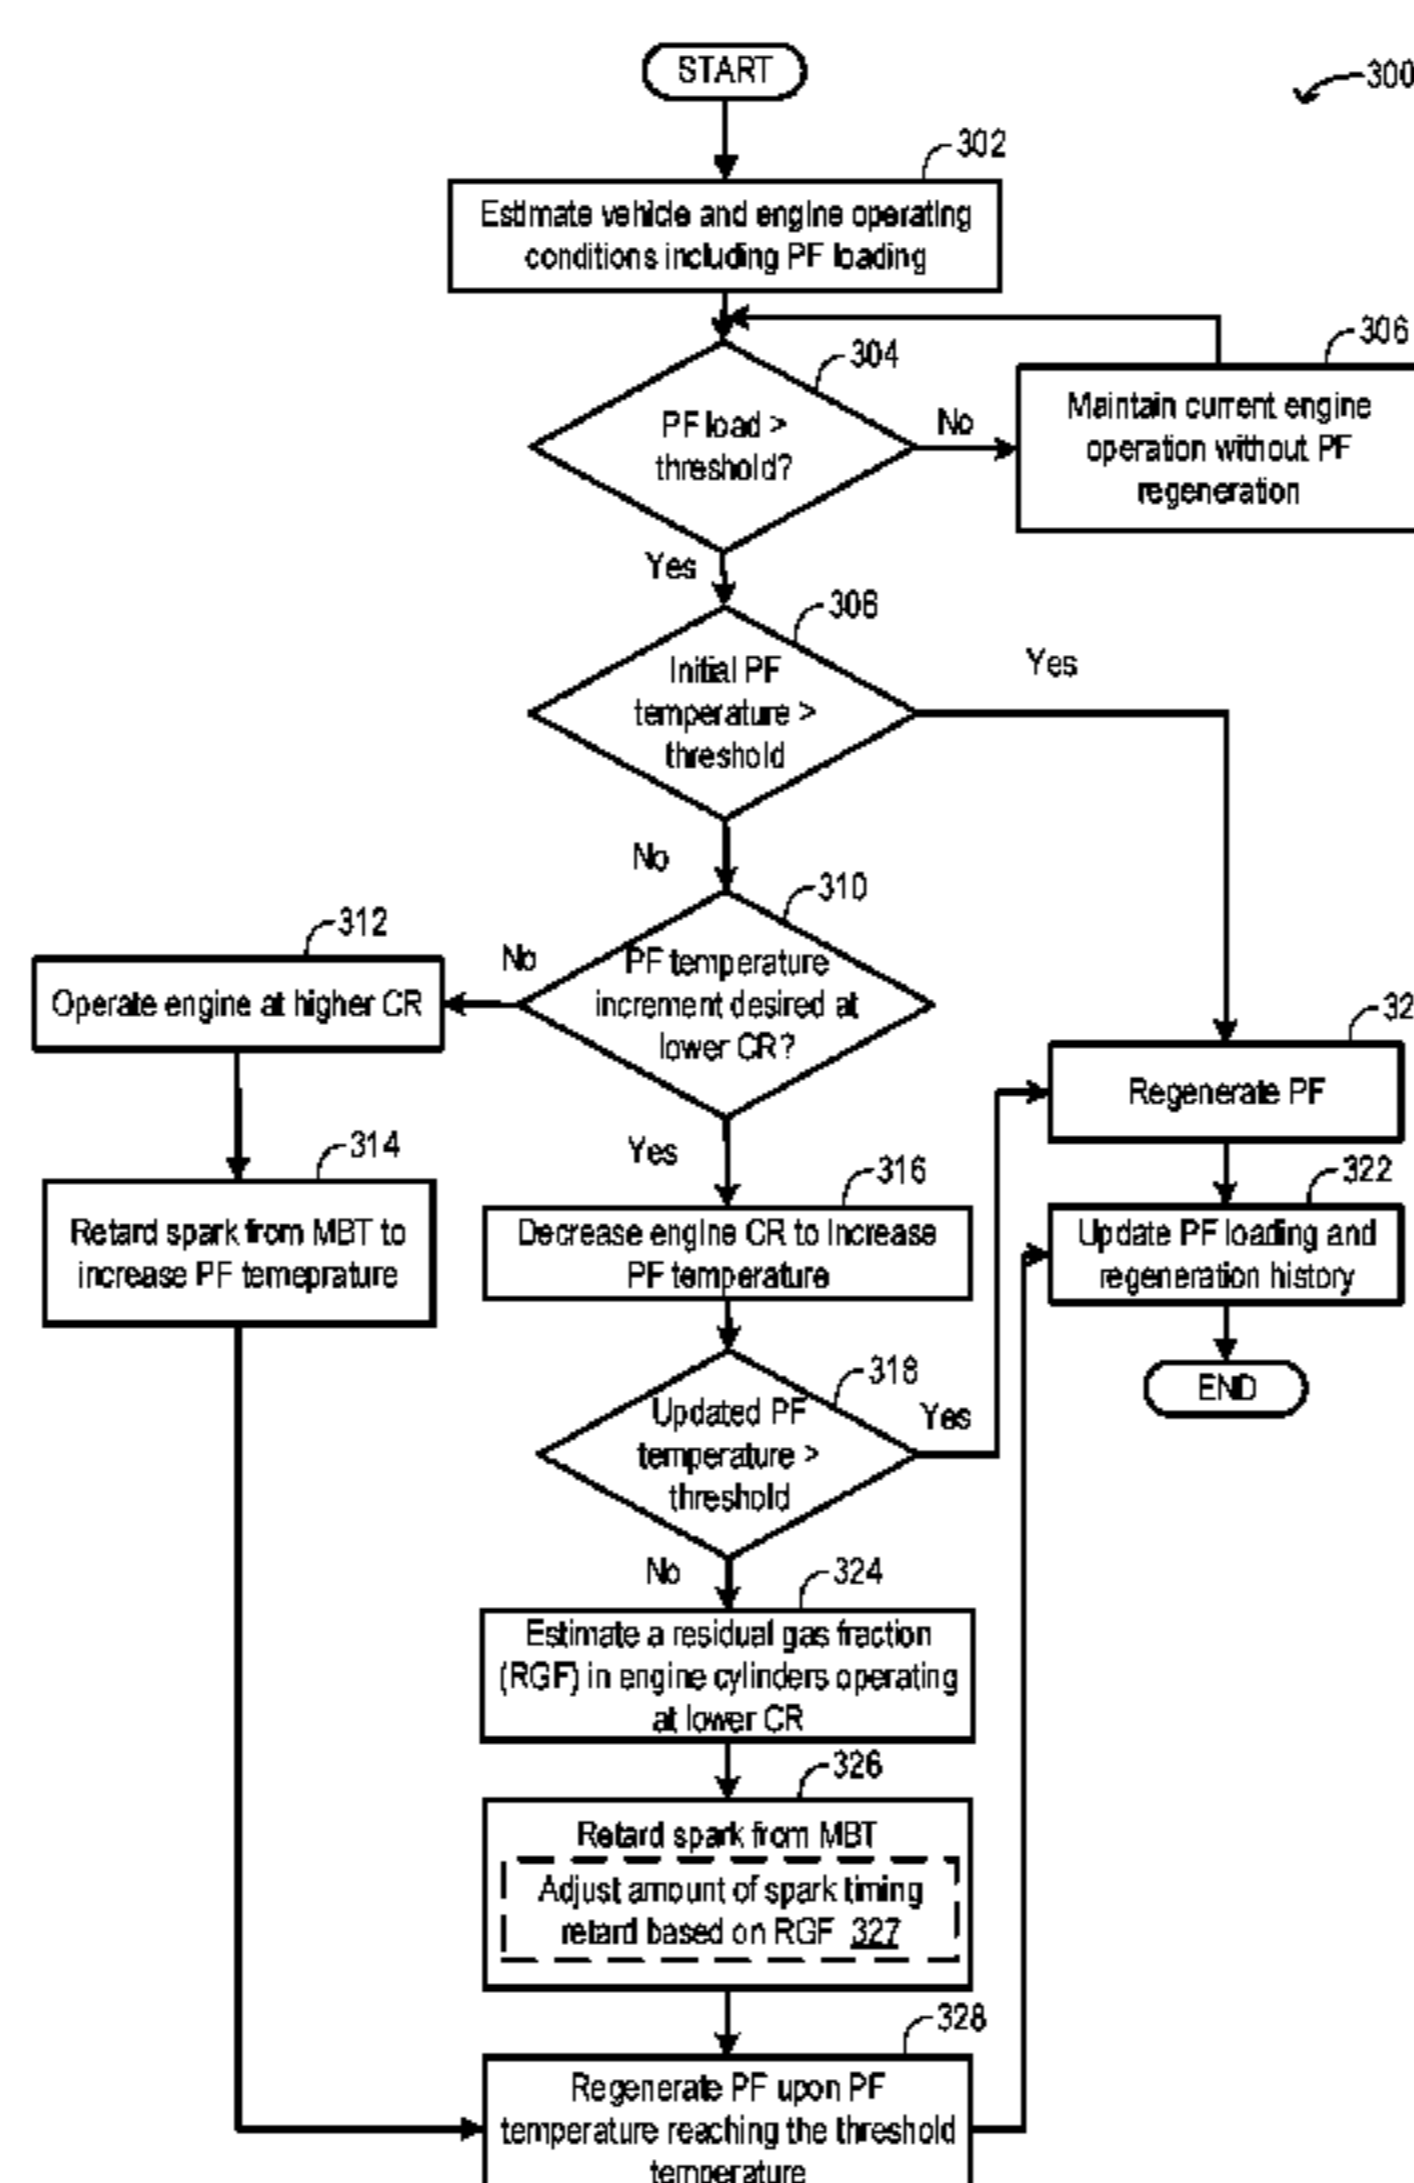 START
300
302
Estimate vehicle and engine operating
conditions including PF loading
304
PF load >
threshold?
No
306
Maintain current engine
operation without PF
regeneration
Yes
308
Initial PF
temperature >
threshold
Yes
No
310
PF temperature
increment desired at
lower CR?
No
312
Operate engine at higher CR
314
Retard spark from MBT to
increase PF temeprature
Yes
316
Decrease engine CR to increase
PF temperature
32
Regenerate PF
322
Update PF loading and
regeneration history
END
318
Updated PF
temperature >
threshold
Yes
No
324
Estimate a residual gas fraction
(RGF) in engine cylinders operating
at lower CR
326
Retard spark from MBT
Adjust amount of spark timing
retard based on RGF 327
328
Regenerate PF upon PF
temperature reaching the threshold
temperature